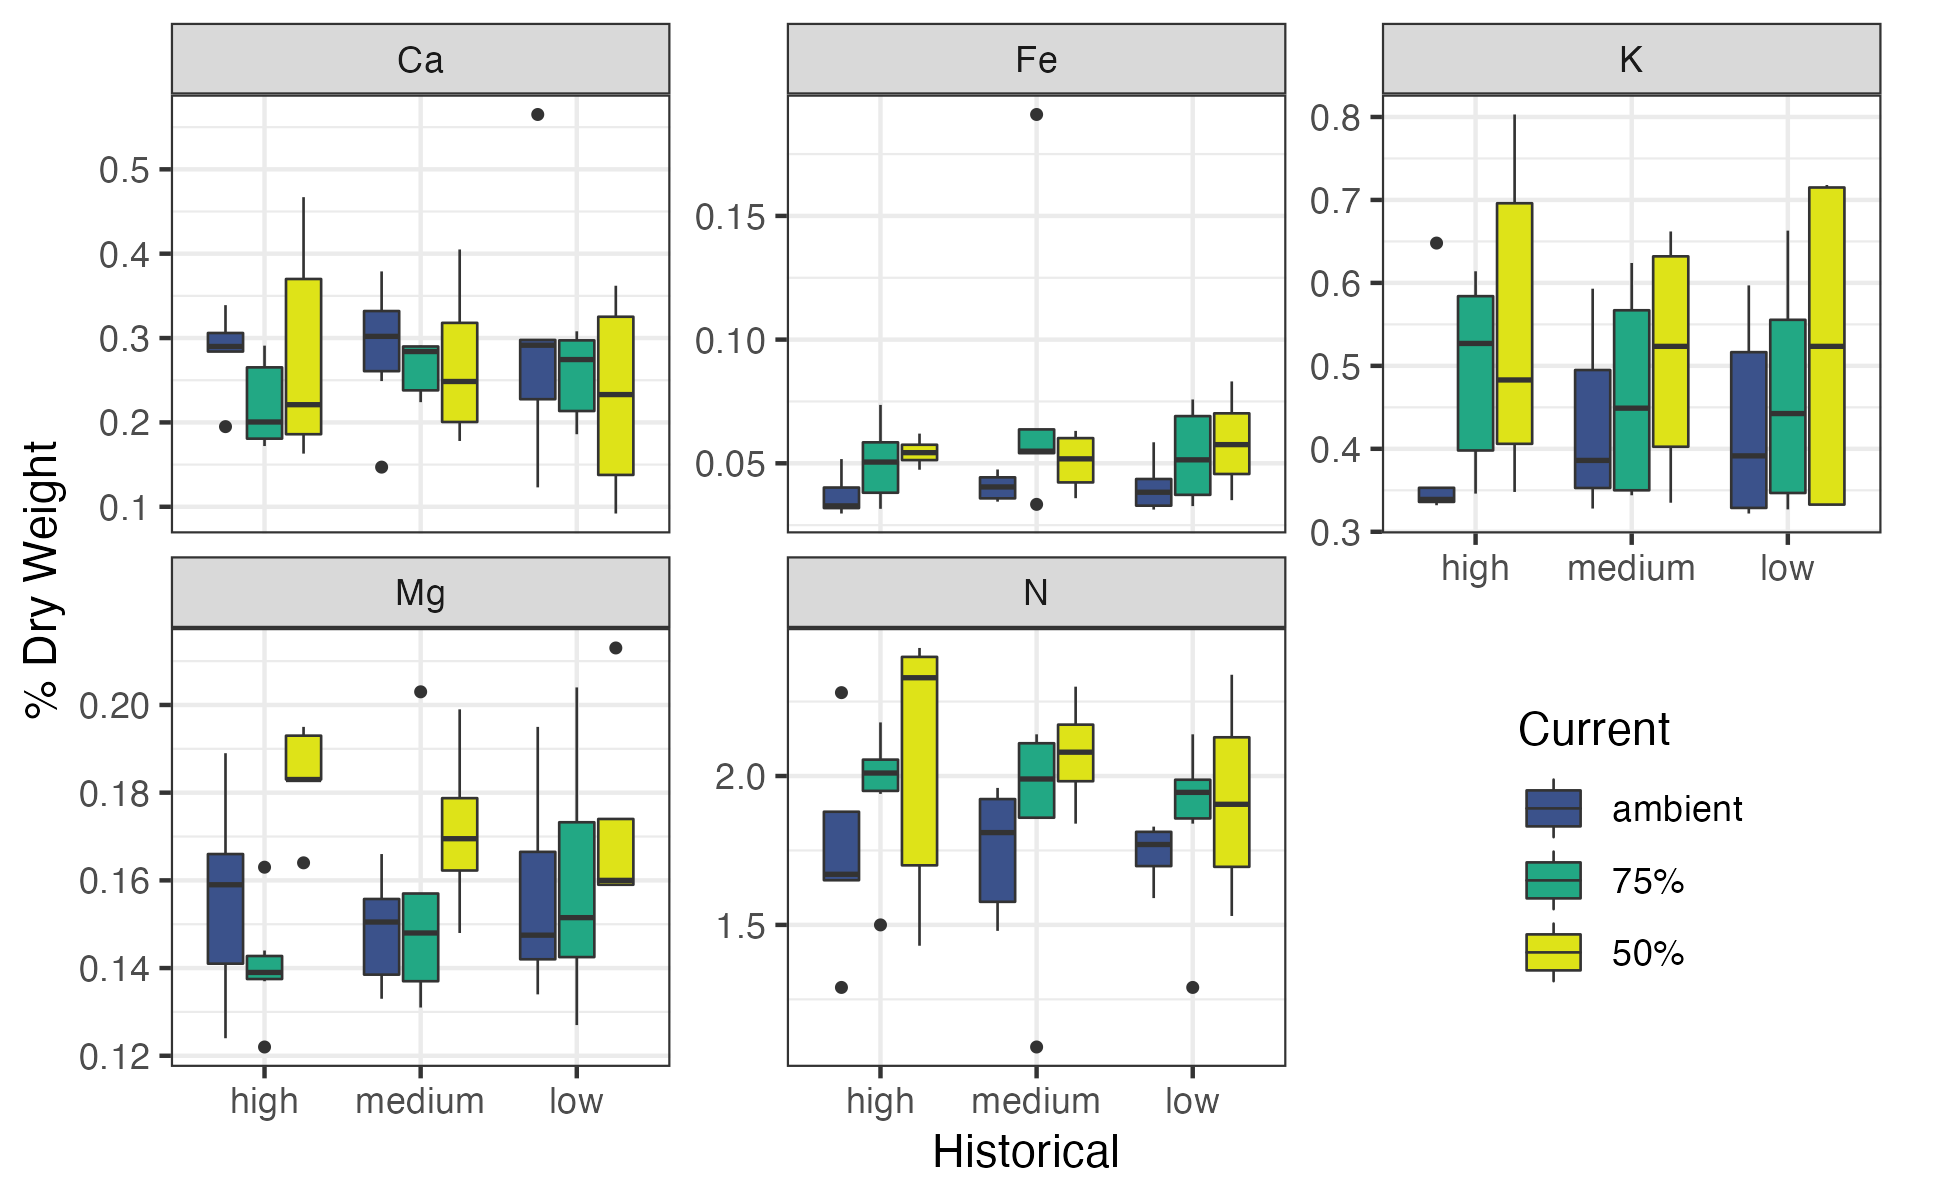 Ca
Fe
K
0.5
0.4
0.3
0.2
0.1
0.15
0.10
0.05
0.8
0.7
0.6
0.5
0.4
0.3
high medium low
% Dry Weight
Mg
N
0.20
0.18
0.16
0.14
0.12
2.0
1.5
high medium low
high medium low
Historical
Current
ambient
75%
50%